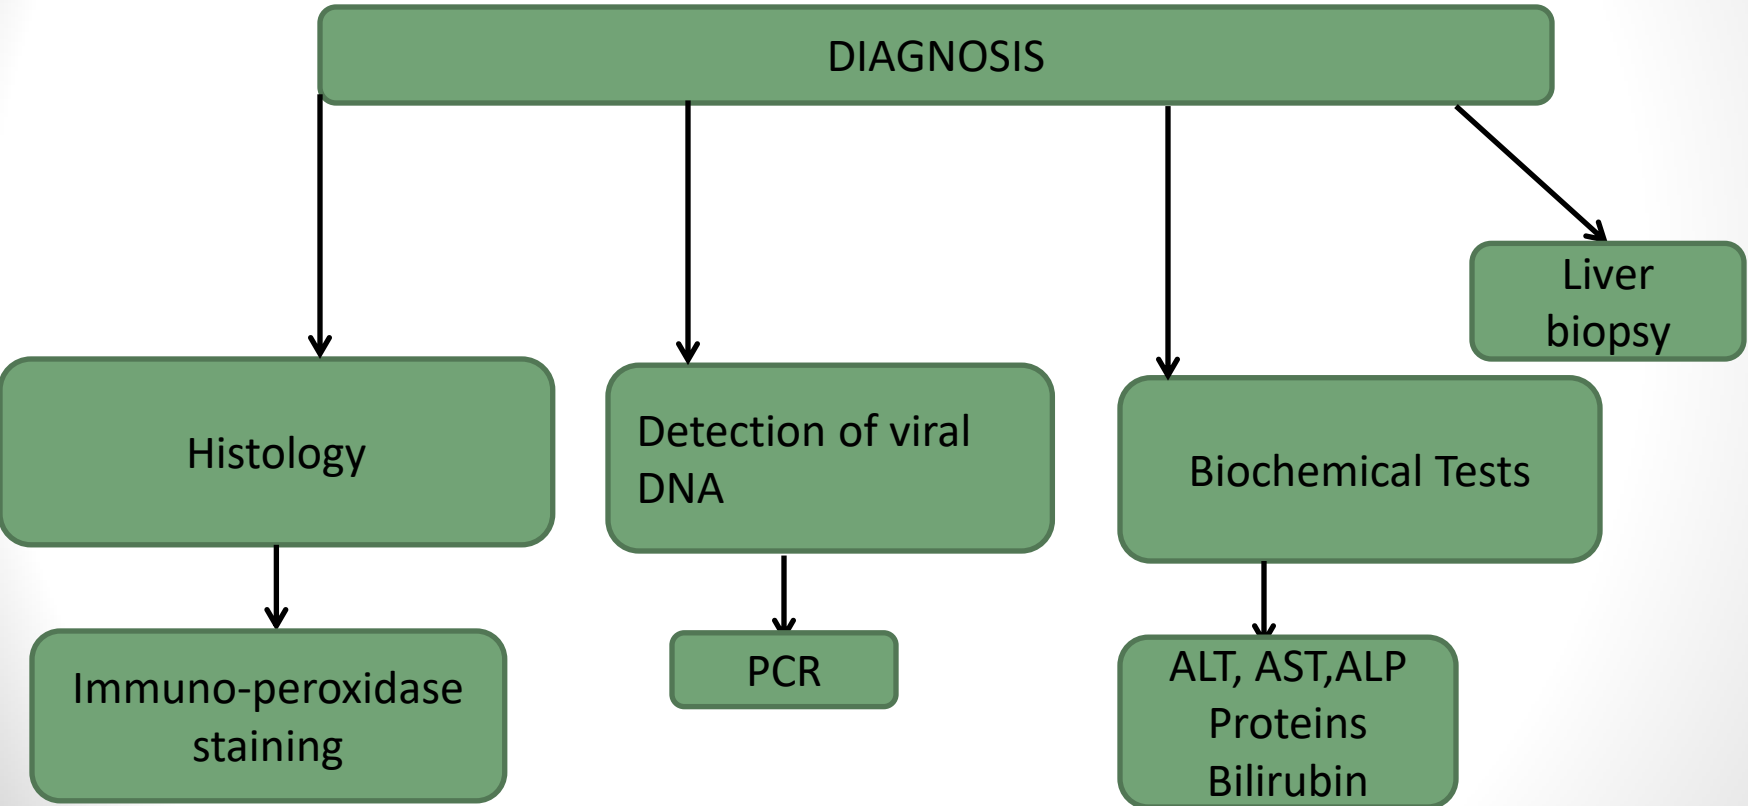 DIAGNOSIS
Liver
biopsy
Histology
Detection of viral
DNA
Biochemical Tests
Immuno-peroxidase
staining
PCR
ALT, AST,ALP
Proteins
Bilirubin